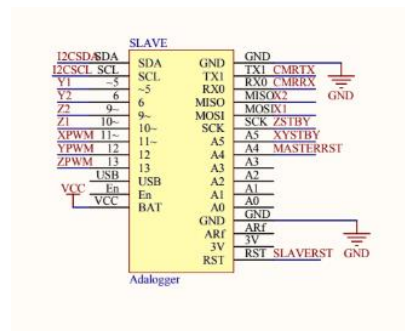 SLAVE
I2CSDA SDA SDA GND GND
I2CSCL SCL SCL TX1 TX1 CMRTX
Y1 ~5 ~5 RX0 RX0 CMRRX
Y2 6 6 MISO MISO X2 GND
Z2 9~ 9~ MOSI MOSI X1
Z1 10~ 10~ SCK SCK ZSTBY
XPWM 11~ 11~ A5 A5 XYSTBY
YPWM 12 12 A4 A4 MASTERRST
ZPWM 13 13 A3 A3
USB USB A2 A2
VCC En En A1 A1
VCC BAT A0 A0
GND GND
ARf ARf
3V 3V
RST RST SLAVERST GND
Adalogger